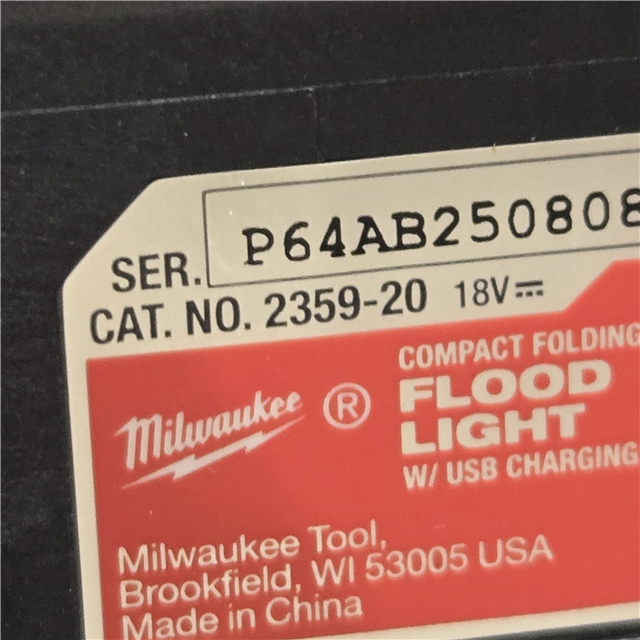 SER. P64AB250808
CAT. NO. 2359-20 18V⎓
COMPACT FOLDING
FLOOD
LIGHT
W/ USB CHARGING
Milwaukee ®
Milwaukee Tool,
Brookfield, WI 53005 USA
Made in China